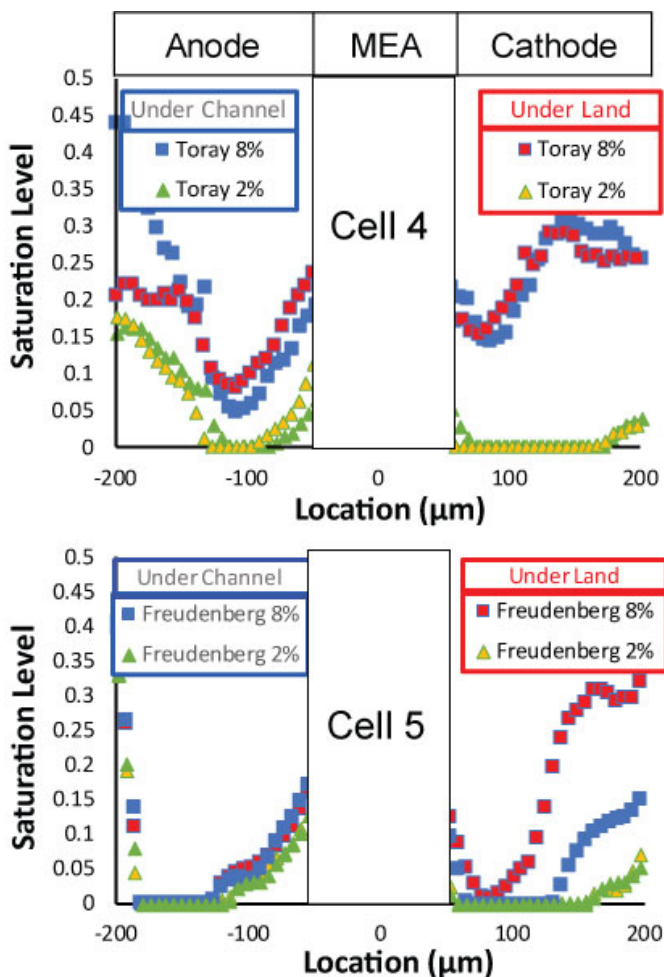 Anode MEA Cathode
0.5
0.45
0.4
0.35
0.3
0.25
0.2
0.15
0.1
0.05
0
Saturation Level
Under Channel
Toray 8%
Toray 2%
Cell 4
Under Land
Toray 8%
Toray 2%
-200 -100 0 100 200
Location (µm)
0.5
0.45
0.4
0.35
0.3
0.25
0.2
0.15
0.1
0.05
0
Saturation Level
Under Channel
Freudenberg 8%
Freudenberg 2%
Cell 5
Under Land
Freudenberg 8%
Freudenberg 2%
-200 -100 0 100 200
Location (µm)